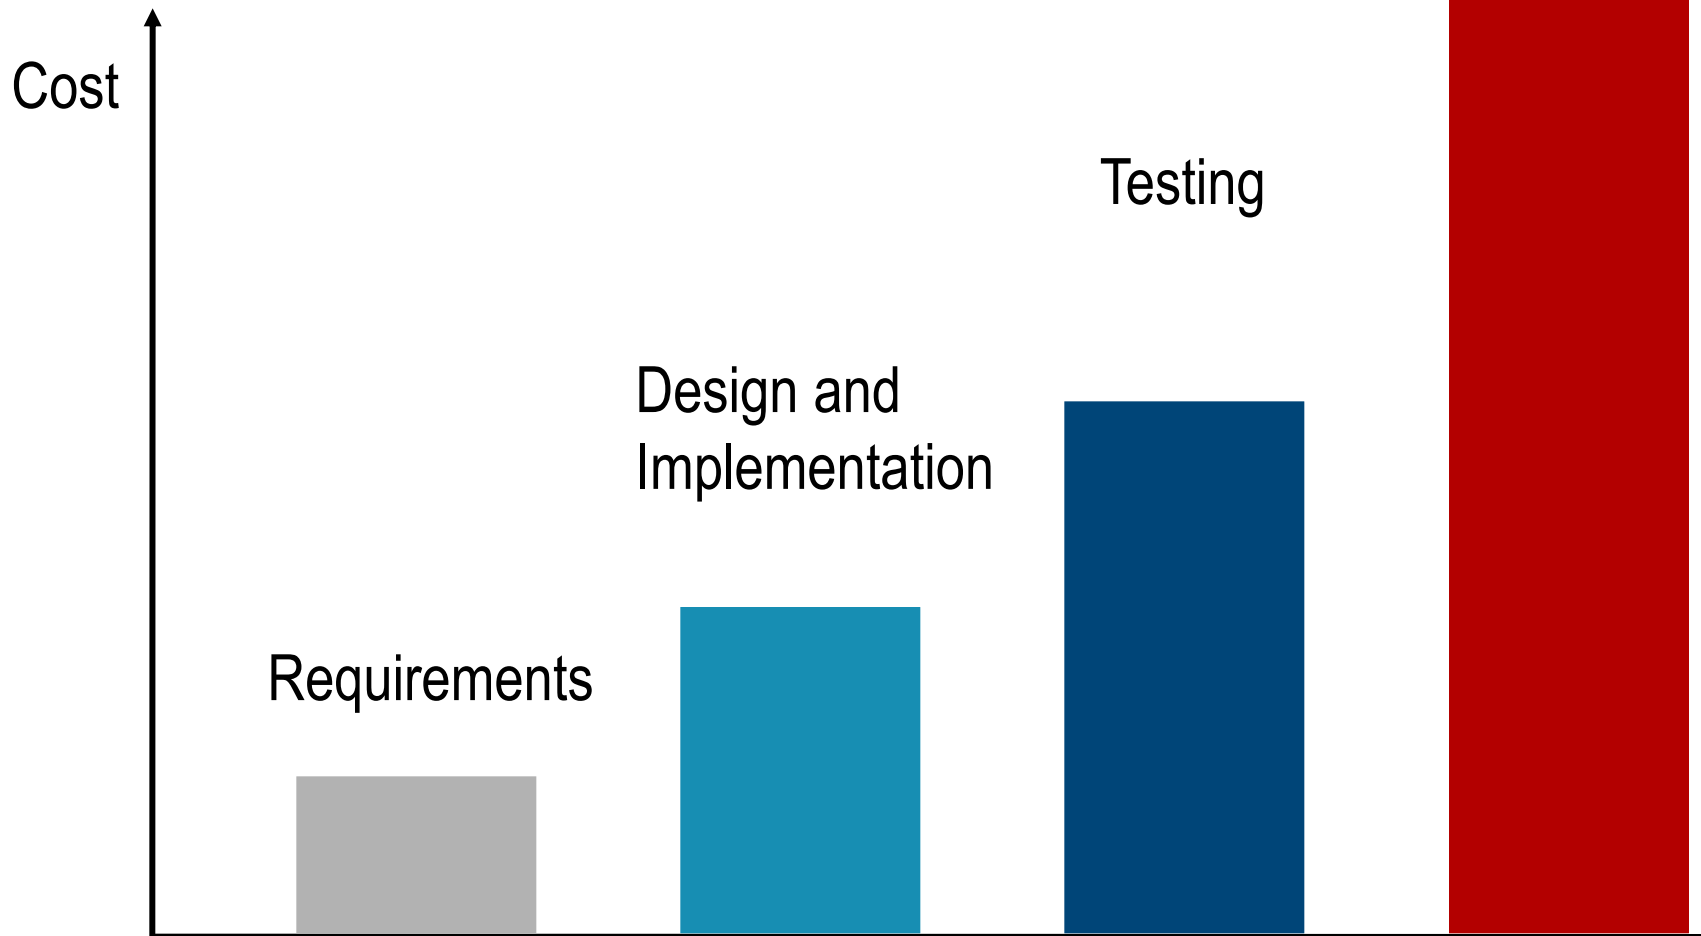 Cost
Testing
Design and
Implementation
Requirements